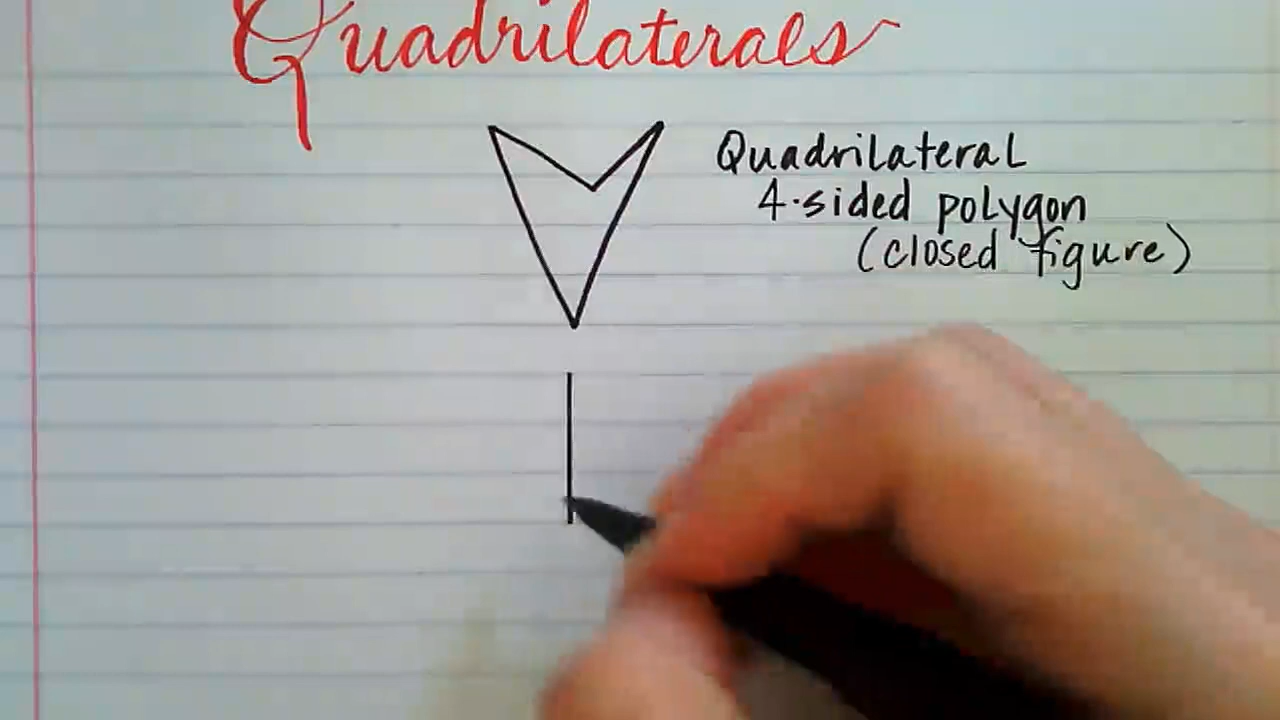 Quadrilaterals
Quadrilateral
4-sided polygon
(closed figure)